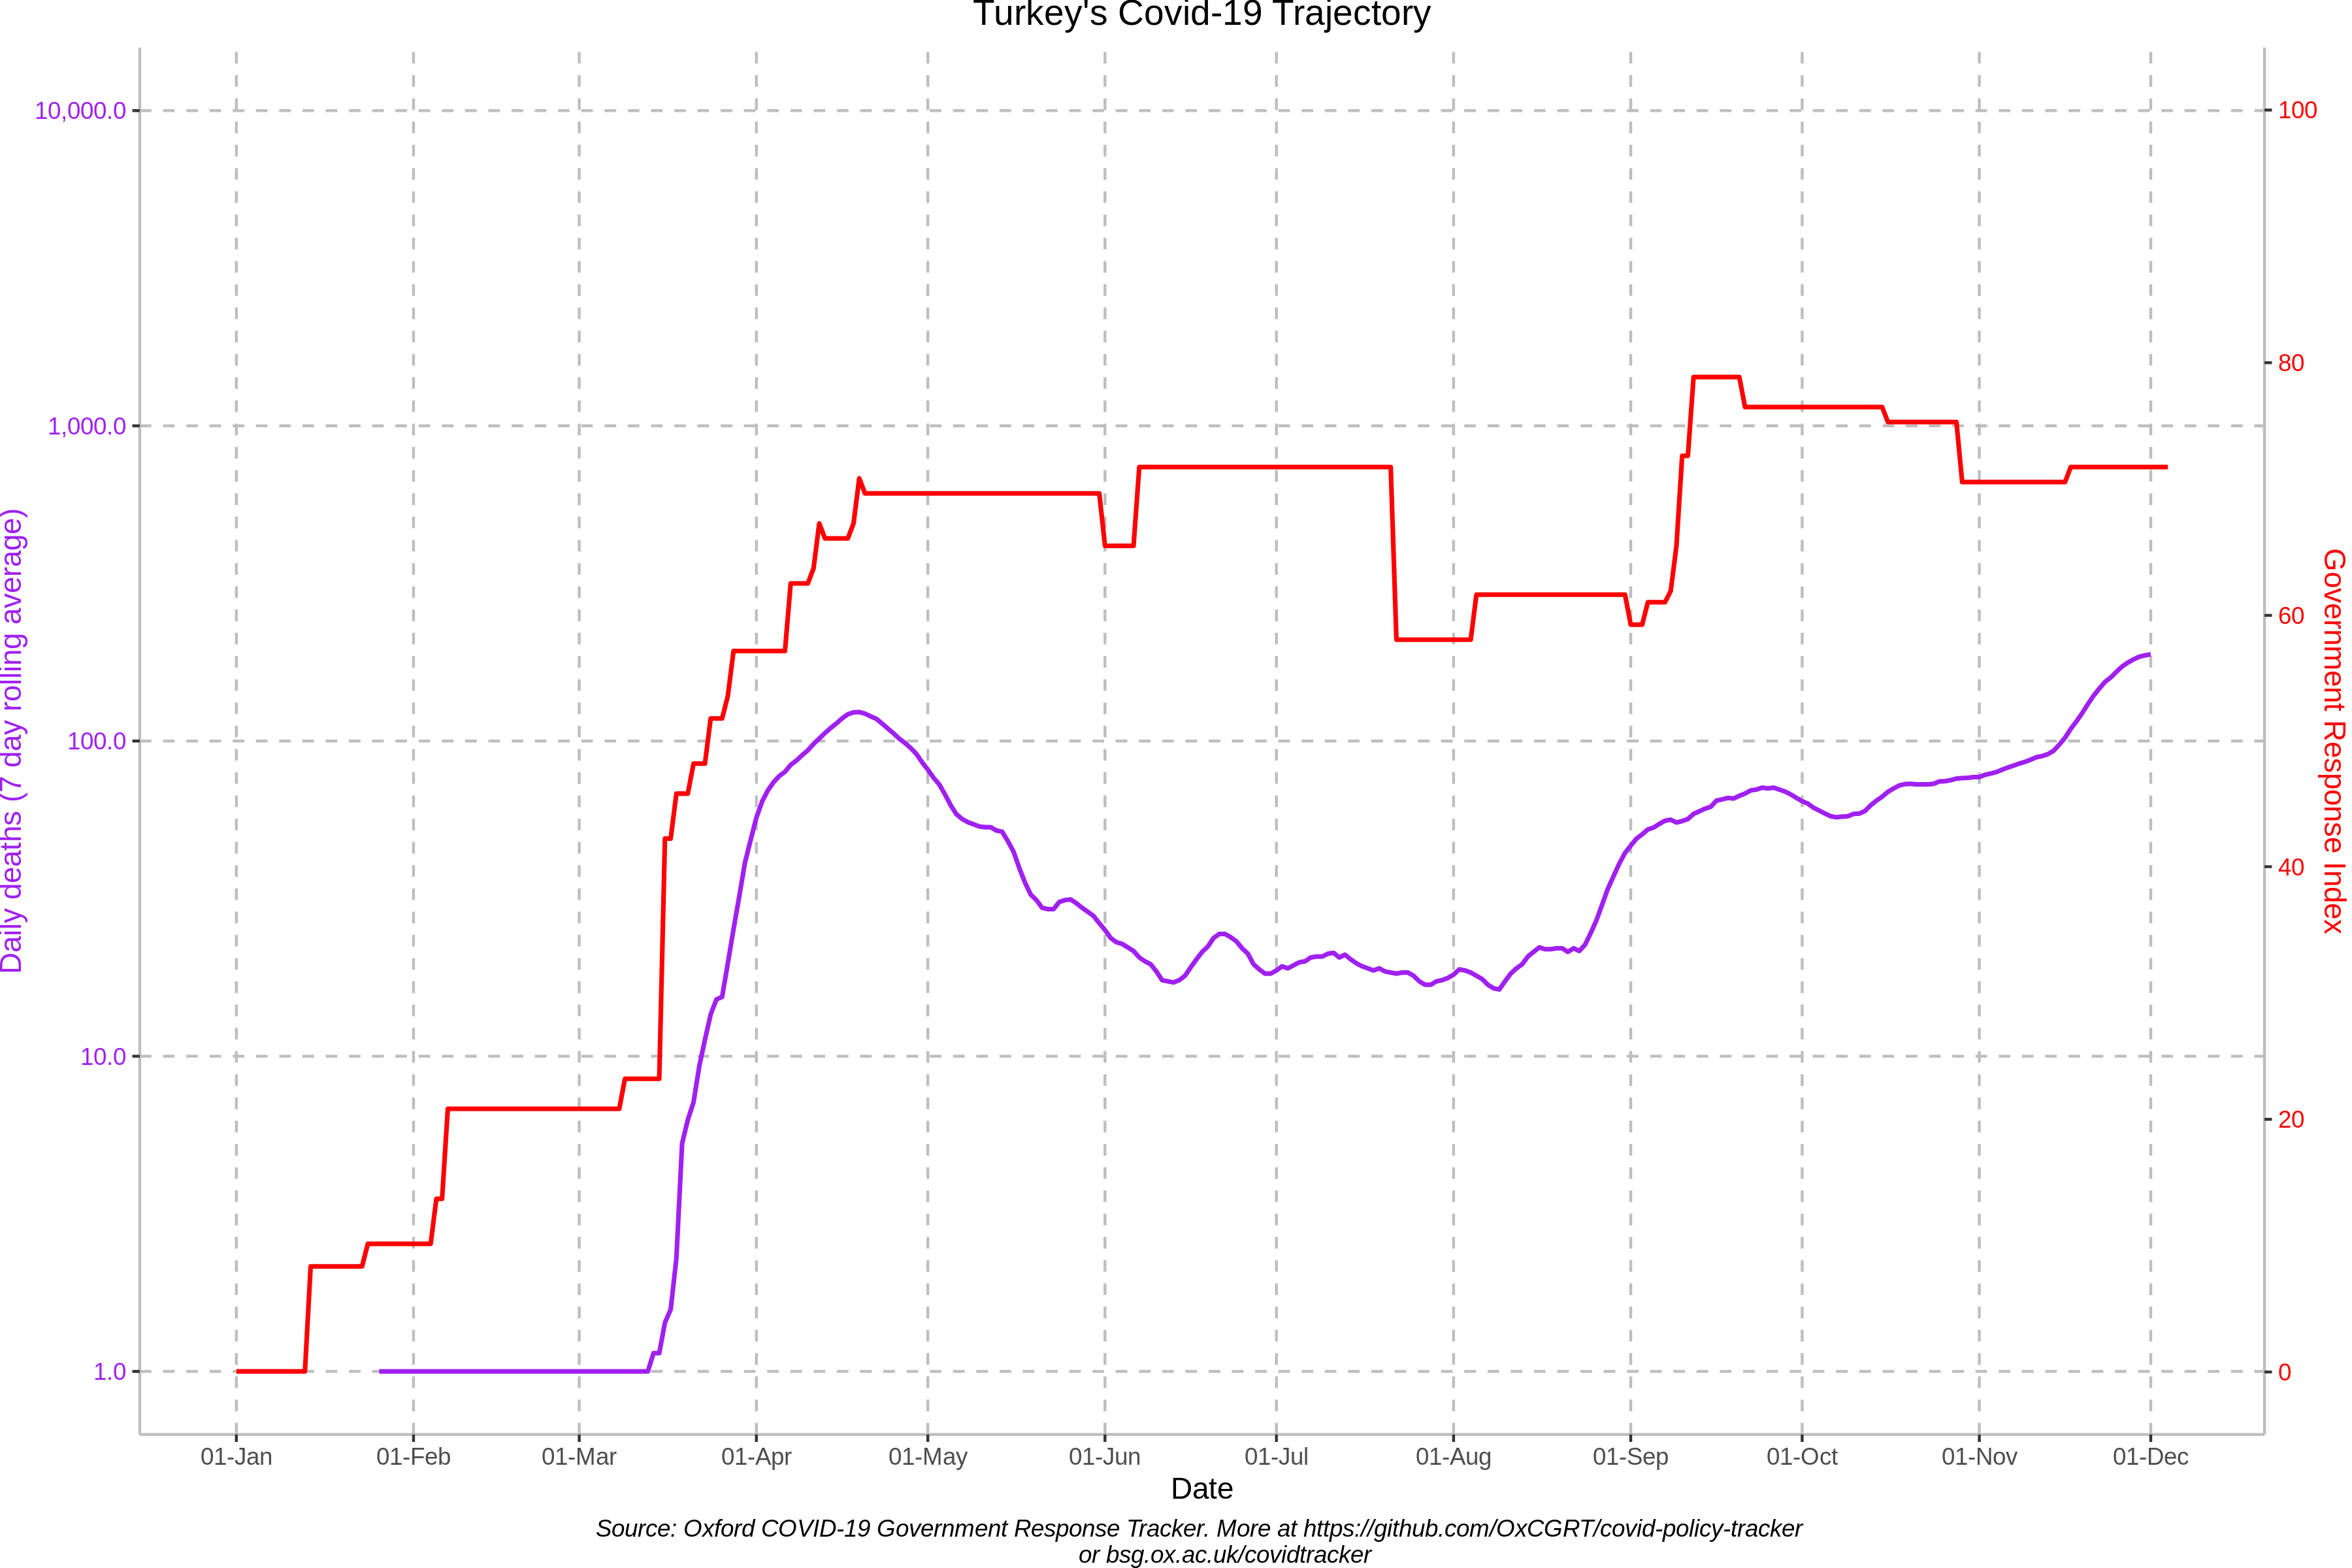 Turkey's Covid-19 Trajectory
Daily deaths (7 day rolling average)
10,000.0
1,000.0
100.0
10.0
1.0
Government Response Index
100
80
60
40
20
0
01-Jan 01-Feb 01-Mar 01-Apr 01-May 01-Jun 01-Jul 01-Aug 01-Sep 01-Oct 01-Nov 01-Dec
Date
Source: Oxford COVID-19 Government Response Tracker. More at https://github.com/OxCGRT/covid-policy-tracker
or bsg.ox.ac.uk/covidtracker